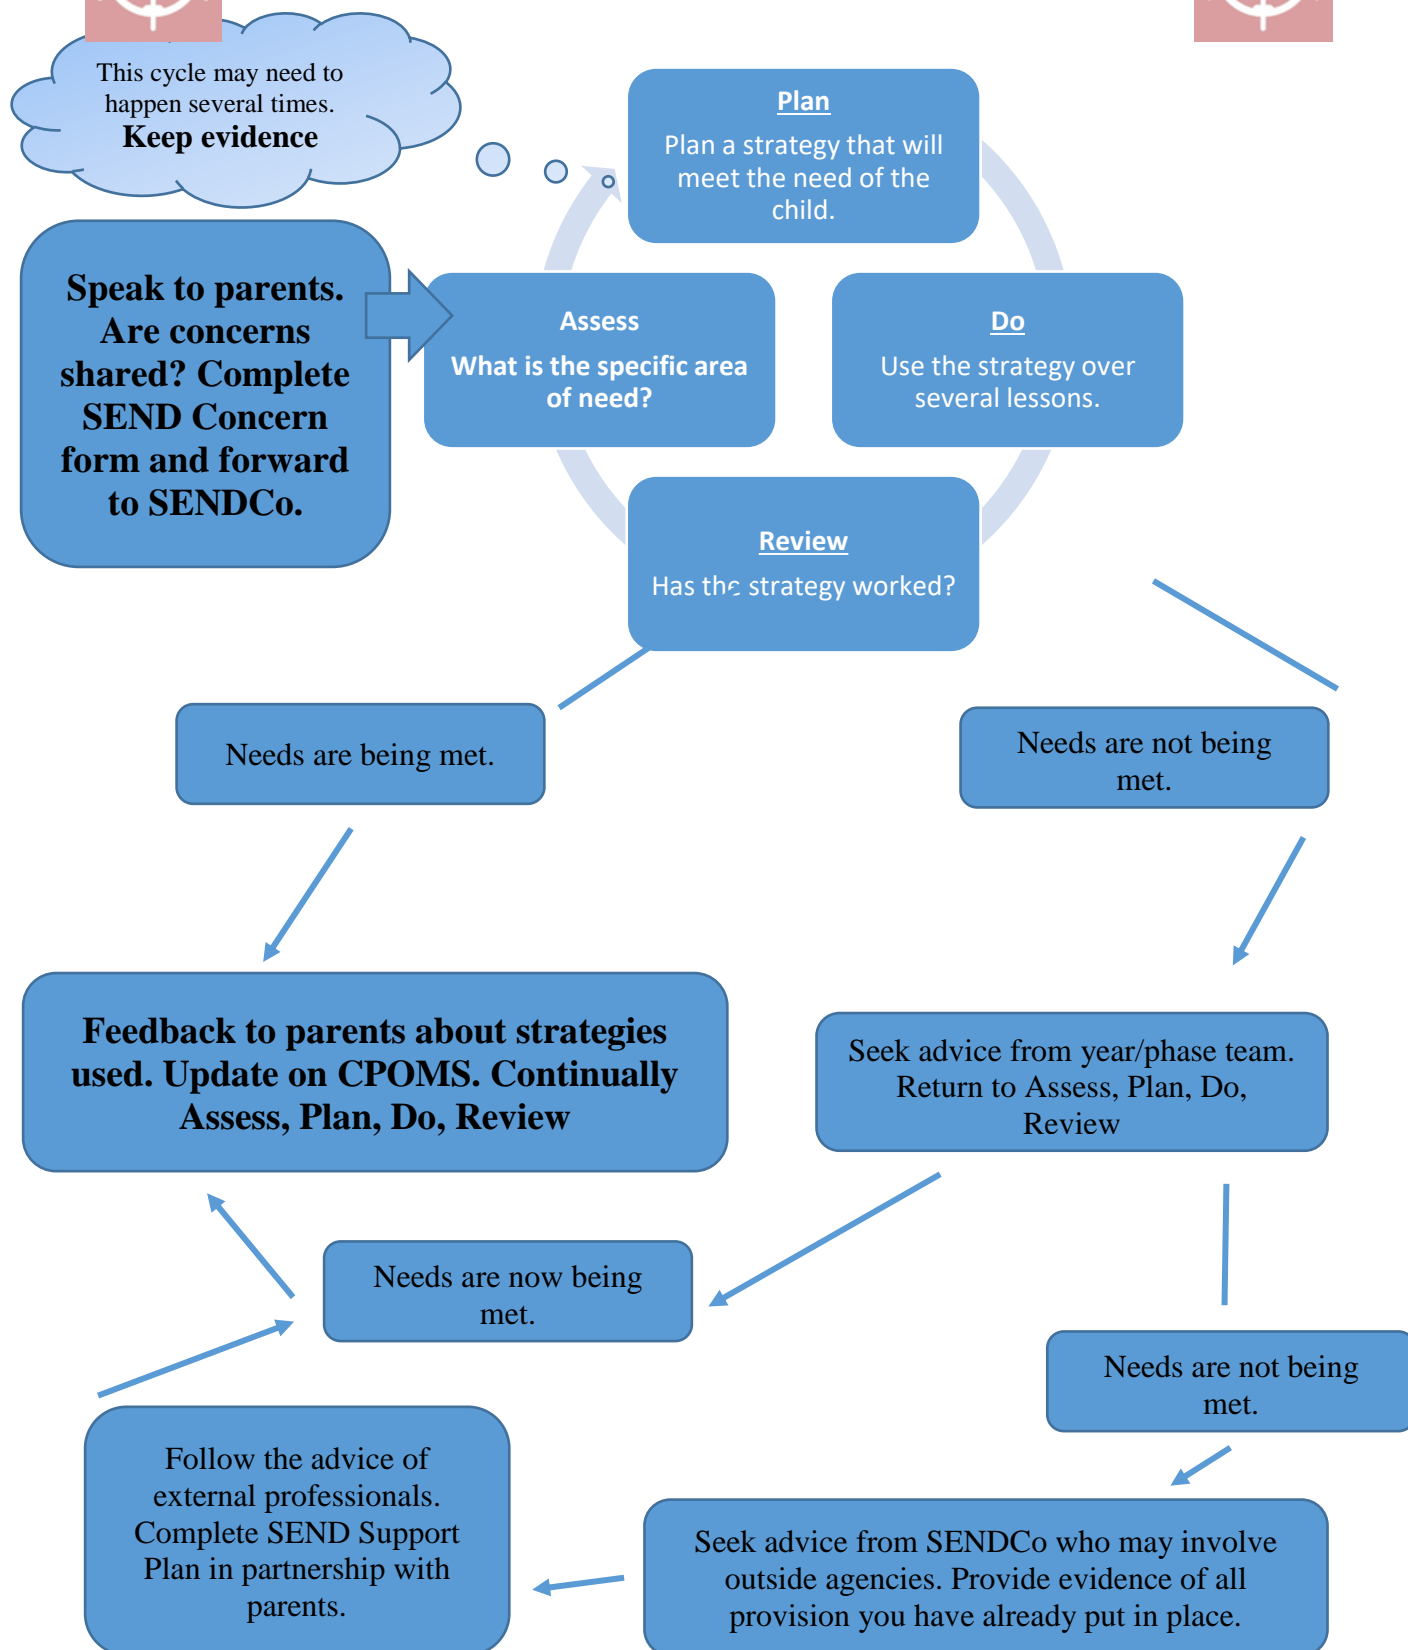 This cycle may need to
happen several times.
Keep evidence
Plan
Plan a strategy that will
meet the need of the
child.
Speak to parents.
Are concerns
shared? Complete
SEND Concern
form and forward
to SENDCo.
Assess
What is the specific area
of need?
Do
Use the strategy over
several lessons.
Review
Has the strategy worked?
Needs are being met.
Needs are not being
met.
Feedback to parents about strategies
used. Update on CPOMS. Continually
Assess, Plan, Do, Review
Seek advice from year/phase team.
Return to Assess, Plan, Do,
Review
Needs are now being
met.
Needs are not being
met.
Follow the advice of
external professionals.
Complete SEND Support
Plan in partnership with
parents.
Seek advice from SENDCo who may involve
outside agencies. Provide evidence of all
provision you have already put in place.